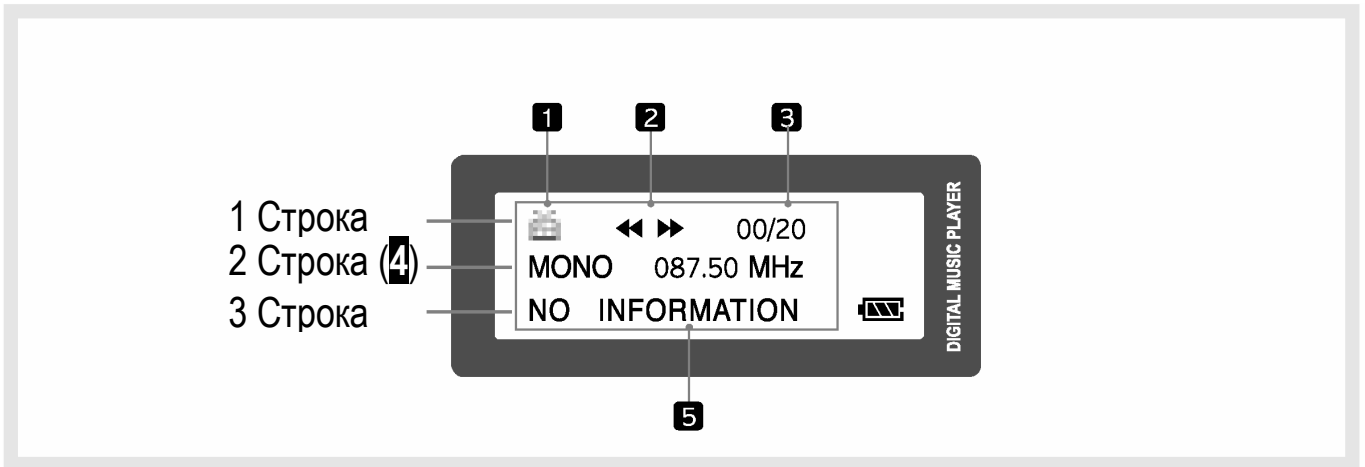 1 2 3
1 Строка
00/20
2 Строка (4)
MONO 087.50 MHz
3 Строка
NO INFORMATION
DIGITAL MUSIC PLAYER
5